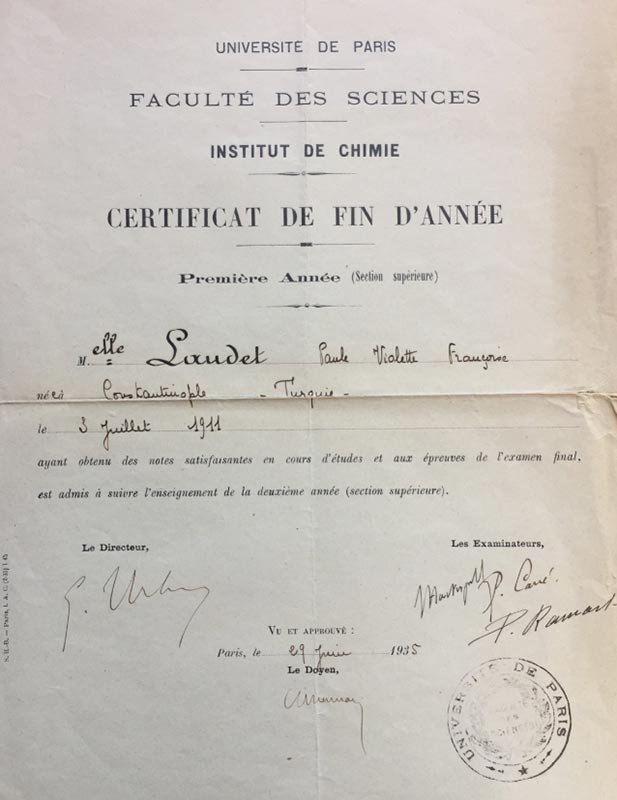 UNIVERSITÉ DE PARIS
FACULTÉ DES SCIENCES
INSTITUT DE CHIMIE
CERTIFICAT DE FIN D'ANNÉE
Première Année (Section supérieure)
M.elle Laudet Paule Violette Françoise
née à Constantinople - Turquie -
le 3 Juillet 1911
ayant obtenu des notes satisfaisantes en cours d'études et aux épreuves de l'examen final,
est admis à suivre l'enseignement de la deuxième année (section supérieure).
Le Directeur,
Les Examinateurs,
P. Carré.
P. Ramart
VU ET APPROUVÉ :
Paris, le 29 Juin 1935
Le Doyen,
UNIVERSITÉ DE PARIS